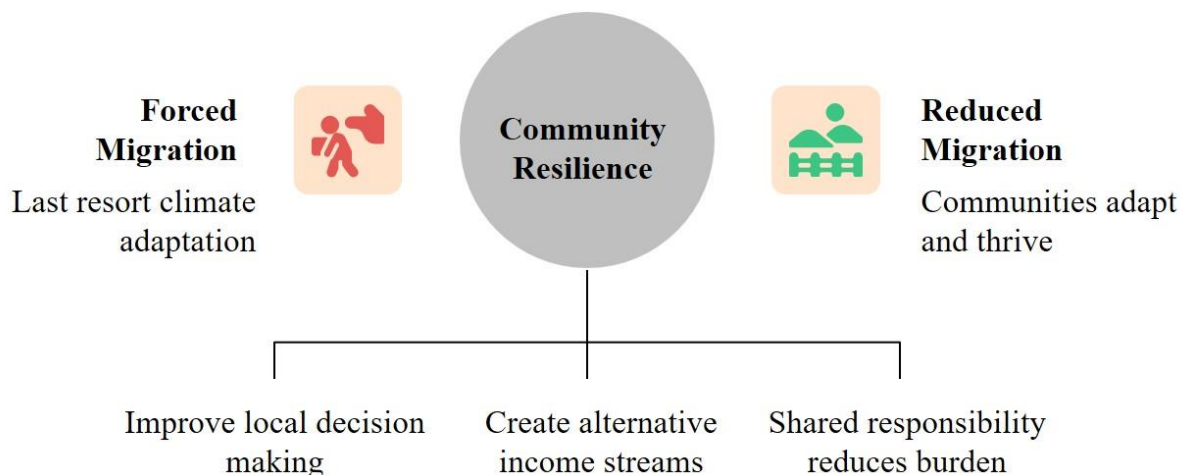 Forced
Migration
Last resort climate
adaptation
Community
Resilience
Reduced
Migration
Communities adapt
and thrive
Improve local decision
making
Create alternative
income streams
Shared responsibility
reduces burden